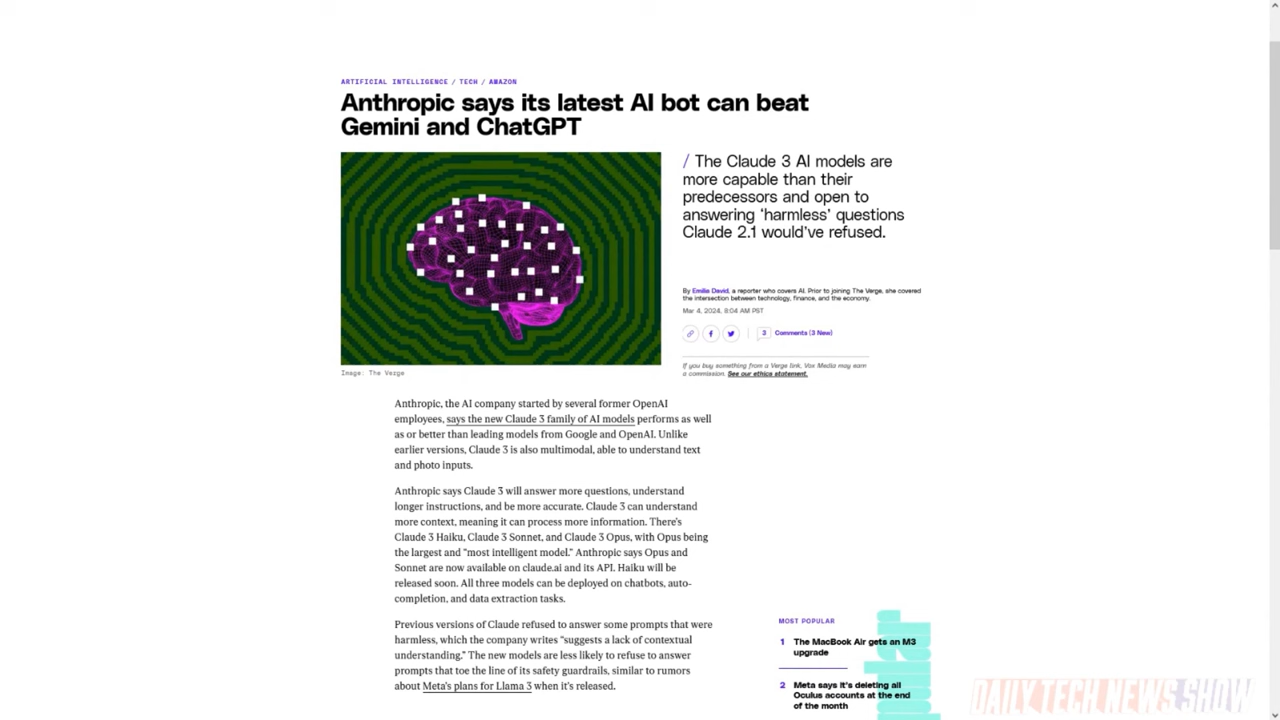 ARTIFICIAL INTELLIGENCE / TECH / AMAZON
Anthropic says its latest AI bot can beat
Gemini and ChatGPT
/ The Claude 3 AI models are
more capable than their
predecessors and open to
answering ‘harmless’ questions
Claude 2.1 would’ve refused.
By Emilia David, a reporter who covers AI. Prior to joining The Verge, she covered
the intersection between technology, finance, and the economy.
Mar 4, 2024, 8:04 AM PST
3 Comments (3 New)
If you buy something from a Verge link, Vox Media may earn
a commission. See our ethics statement.
Image: The Verge
Anthropic, the AI company started by several former OpenAI
employees, says the new Claude 3 family of AI models performs as well
as or better than leading models from Google and OpenAI. Unlike
earlier versions, Claude 3 is also multimodal, able to understand text
and photo inputs.
Anthropic says Claude 3 will answer more questions, understand
longer instructions, and be more accurate. Claude 3 can understand
more context, meaning it can process more information. There’s
Claude 3 Haiku, Claude 3 Sonnet, and Claude 3 Opus, with Opus being
the largest and “most intelligent model.” Anthropic says Opus and
Sonnet are now available on claude.ai and its API. Haiku will be
released soon. All three models can be deployed on chatbots, auto-
completion, and data extraction tasks.
Previous versions of Claude refused to answer some prompts that were
harmless, which the company writes “suggests a lack of contextual
understanding.” The new models are less likely to refuse to answer
prompts that toe the line of its safety guardrails, similar to rumors
about Meta’s plans for Llama 3 when it’s released.
MOST POPULAR
1 The MacBook Air gets an M3
upgrade
2 Meta says it’s deleting all
Oculus accounts at the end
of the month
DAILY TECH NEWS SHOW